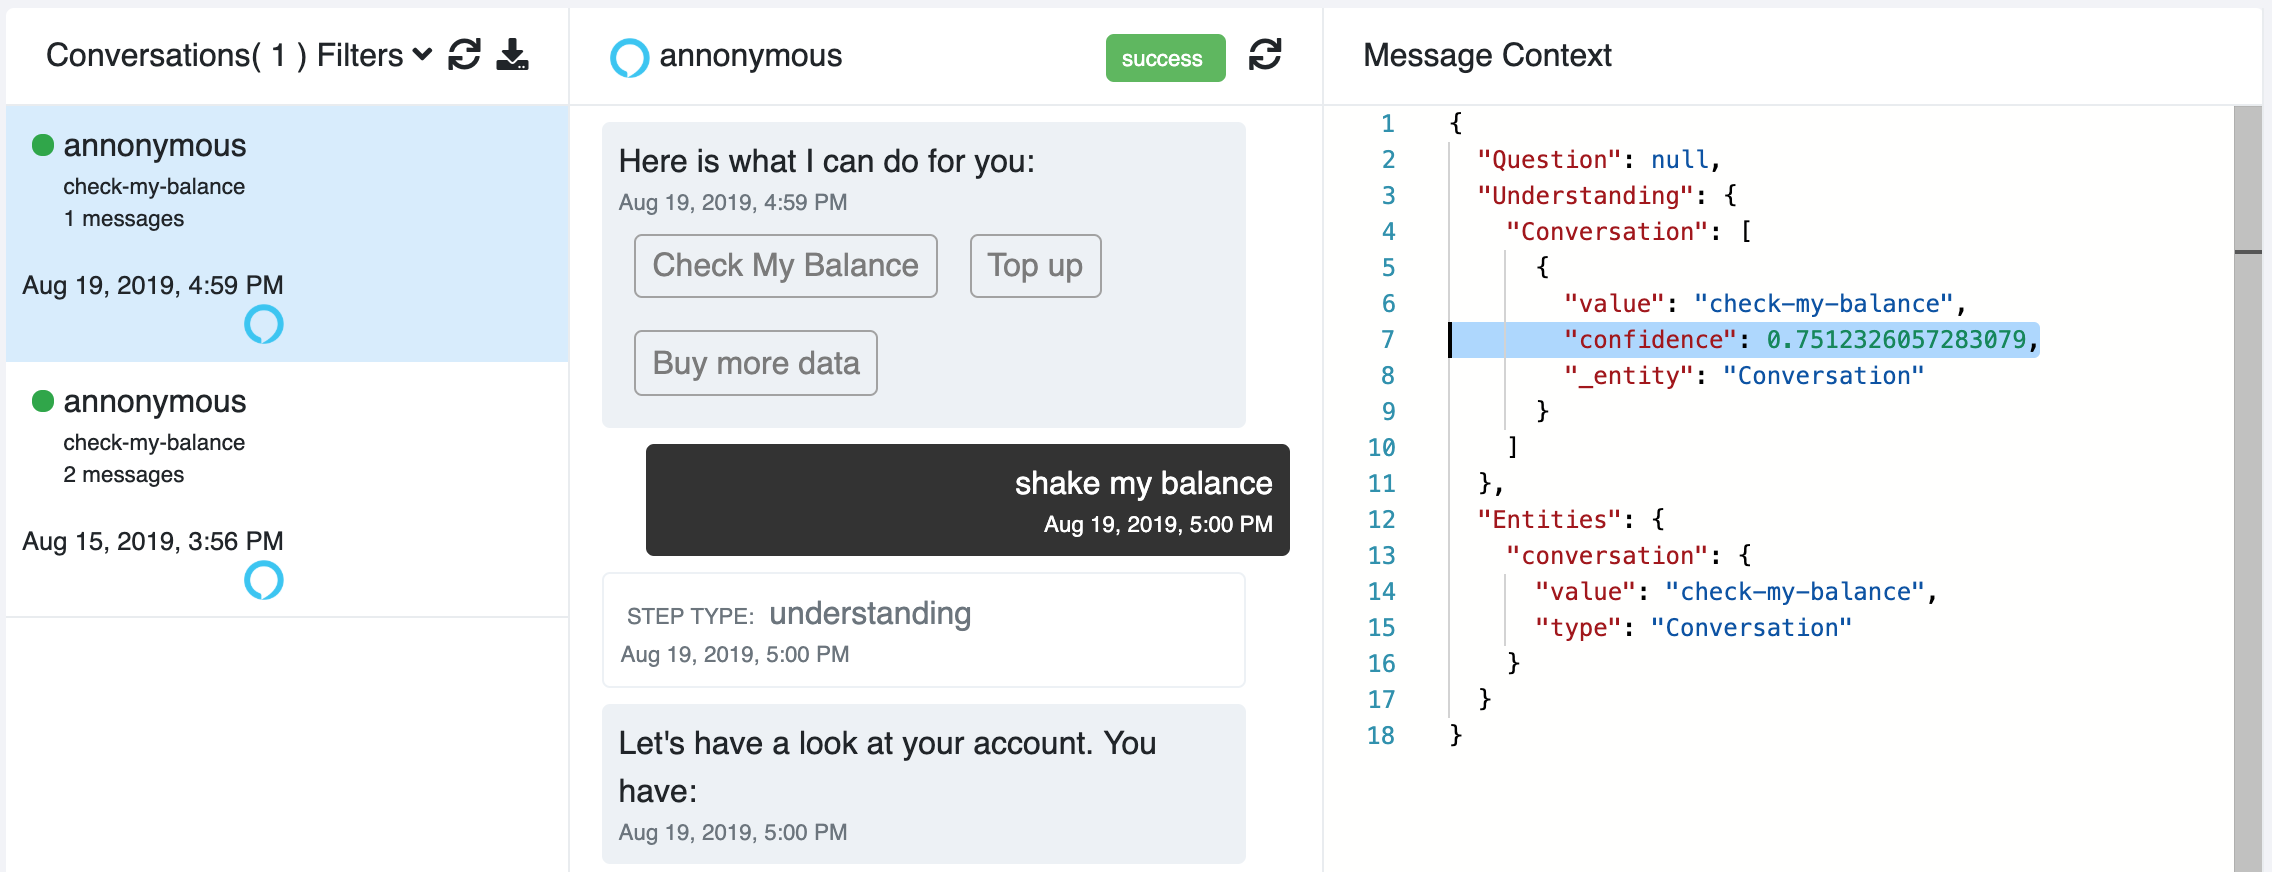 Conversations( 1 ) Filters
annonymous
check-my-balance
1 messages
Aug 19, 2019, 4:59 PM
annonymous
check-my-balance
2 messages
Aug 15, 2019, 3:56 PM
annonymous
success
Here is what I can do for you:
Aug 19, 2019, 4:59 PM
Check My Balance
Top up
Buy more data
shake my balance
Aug 19, 2019, 5:00 PM
STEP TYPE: understanding
Aug 19, 2019, 5:00 PM
Let's have a look at your account. You
have:
Aug 19, 2019, 5:00 PM
Message Context
1 {
2 "Question": null,
3 "Understanding": {
4 "Conversation": [
5 {
6 "value": "check-my-balance",
7 "confidence": 0.7512326057283079,
8 "_entity": "Conversation"
9 }
10 ]
11 },
12 "Entities": {
13 "conversation": {
14 "value": "check-my-balance",
15 "type": "Conversation"
16 }
17 }
18 }